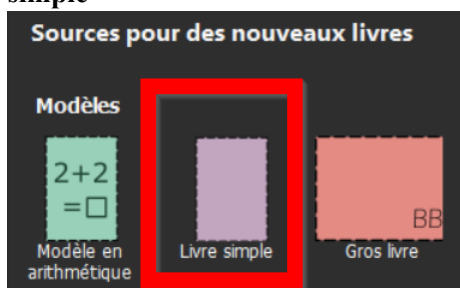 simple
Sources pour des nouveaux livres
Modèles
2+2
=□
BB
Modèle en
arithmétique
Livre simple
Gros livre